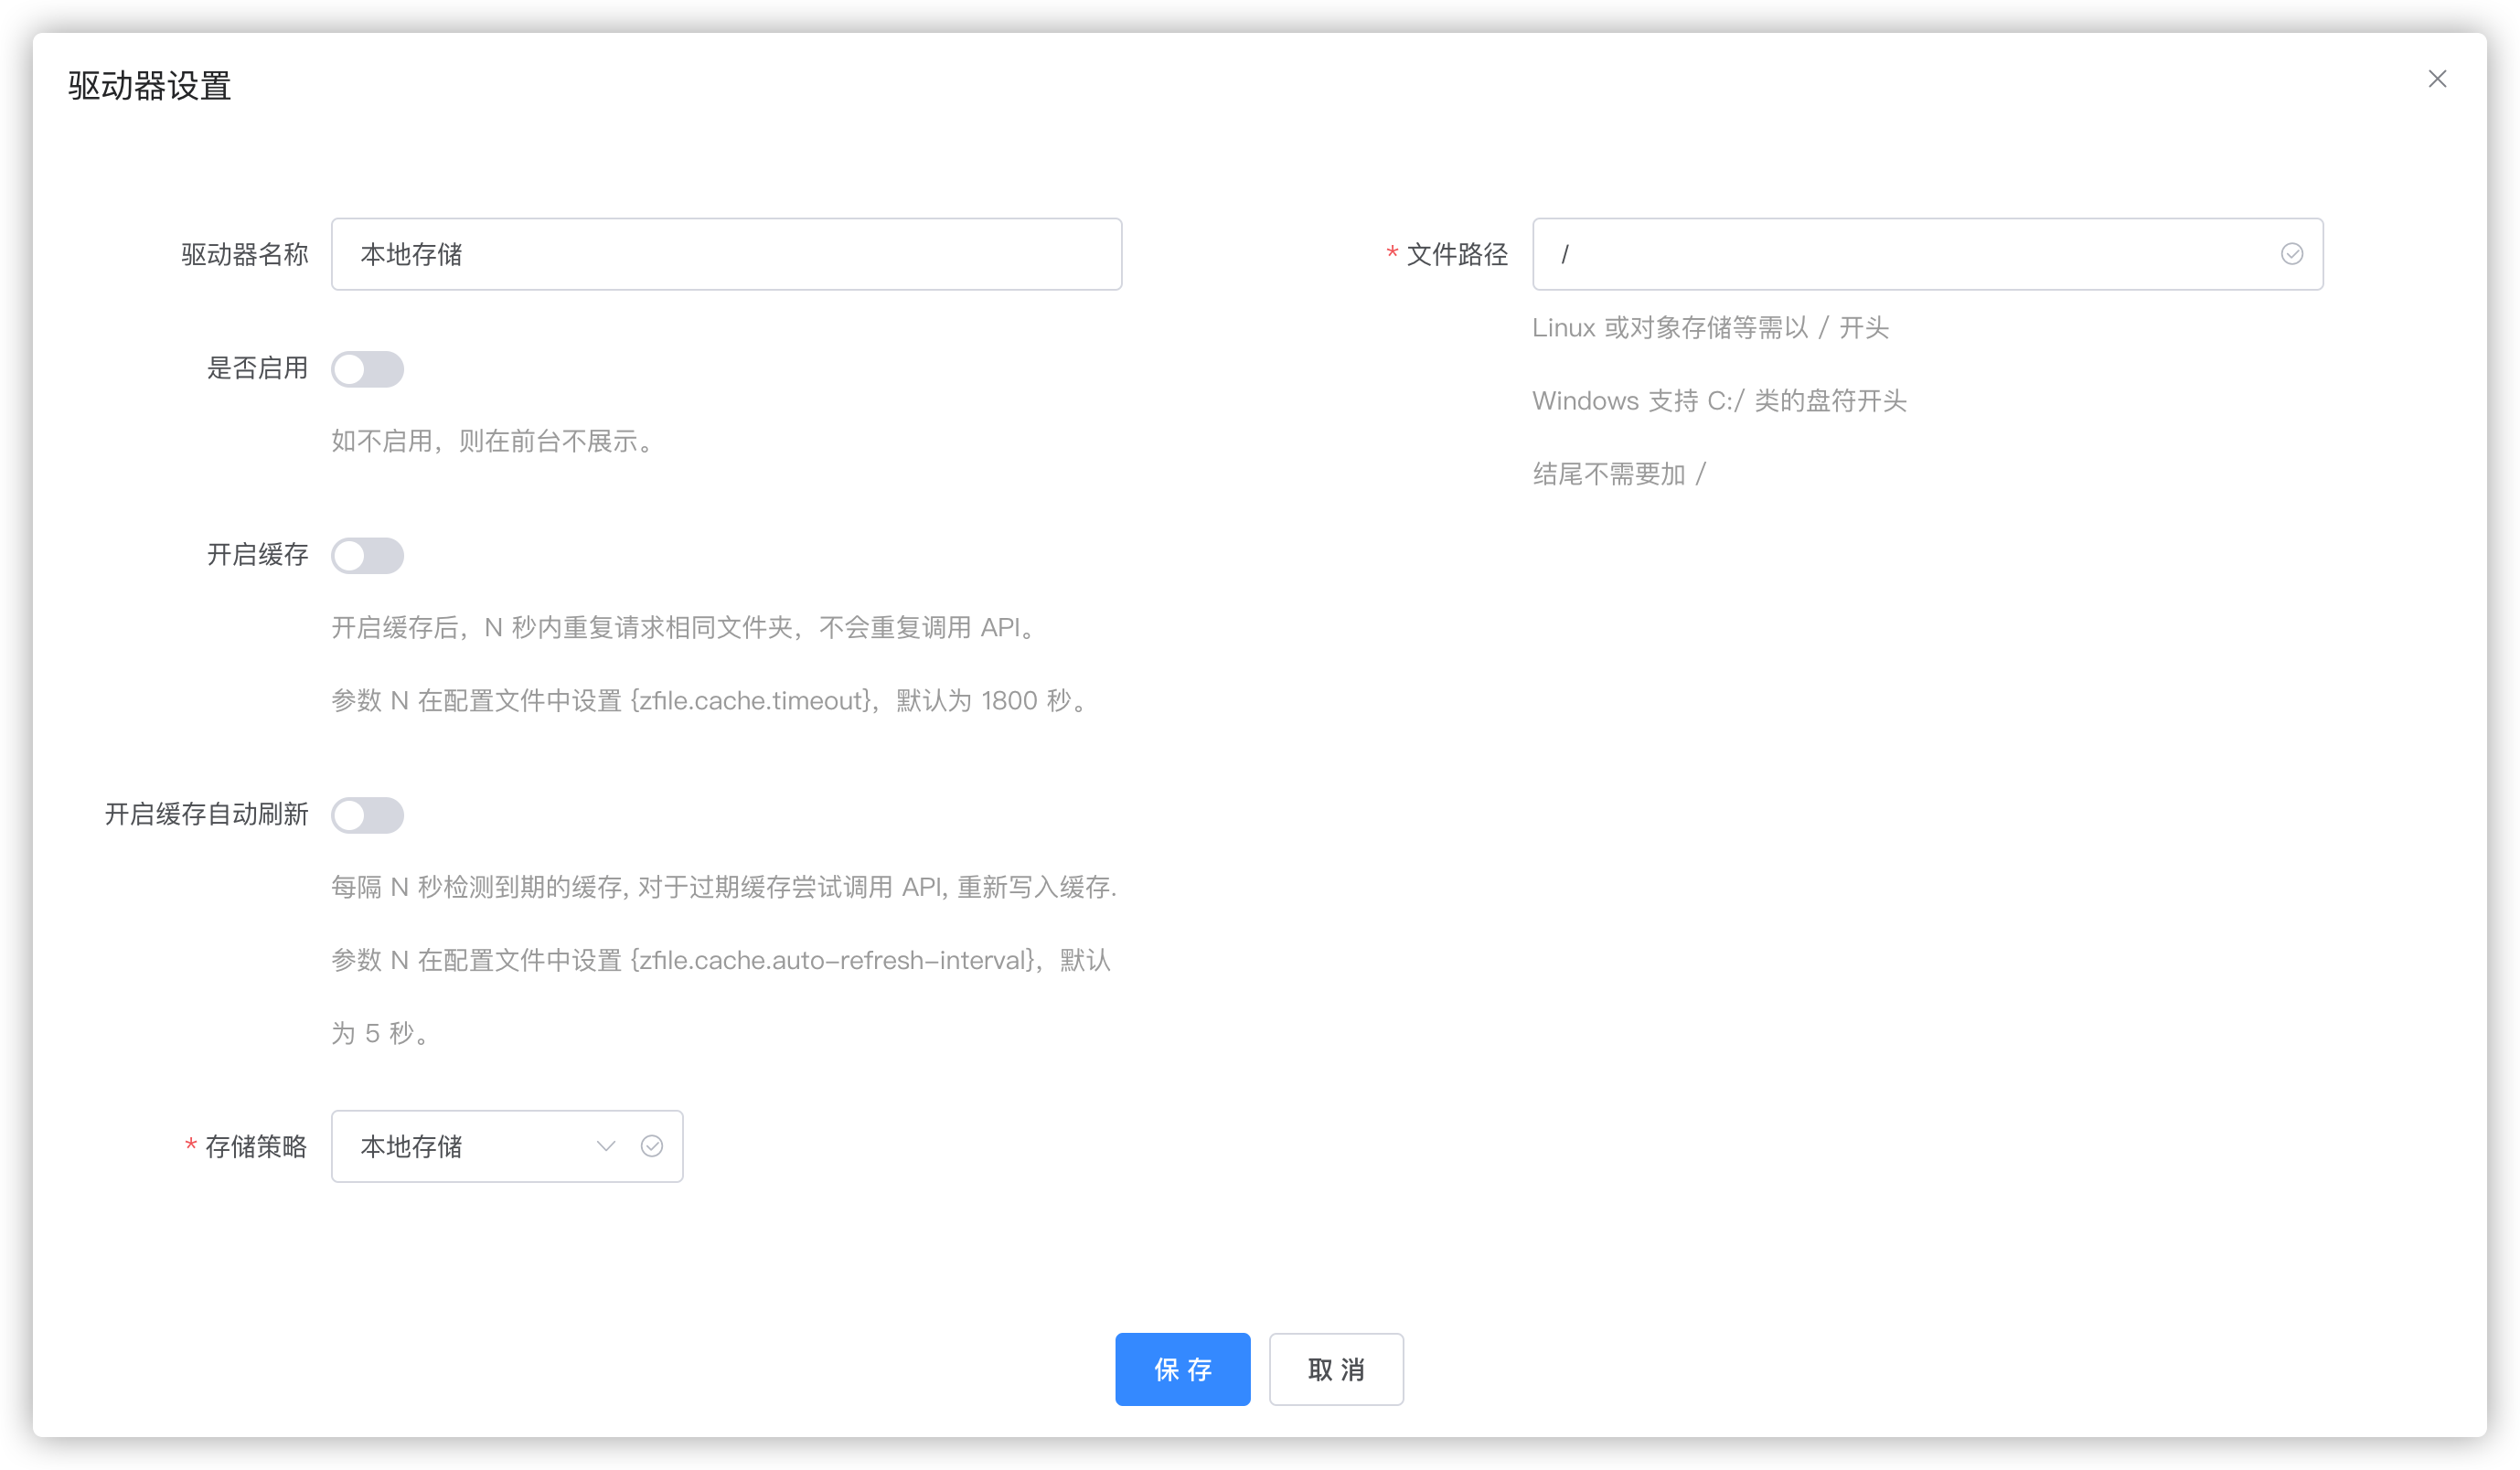 驱动器设置
驱动器名称
本地存储
是否启用
如不启用，则在前台不展示。
开启缓存
开启缓存后，N 秒内重复请求相同文件夹，不会重复调用 API。
参数 N 在配置文件中设置 {zfile.cache.timeout}，默认为 1800 秒。
开启缓存自动刷新
每隔 N 秒检测到期的缓存, 对于过期缓存尝试调用 API, 重新写入缓存.
参数 N 在配置文件中设置 {zfile.cache.auto-refresh-interval}，默认
为 5 秒。
* 存储策略
本地存储
* 文件路径
/
Linux 或对象存储等需以 / 开头
Windows 支持 C:/ 类的盘符开头
结尾不需要加 /
保 存
取 消